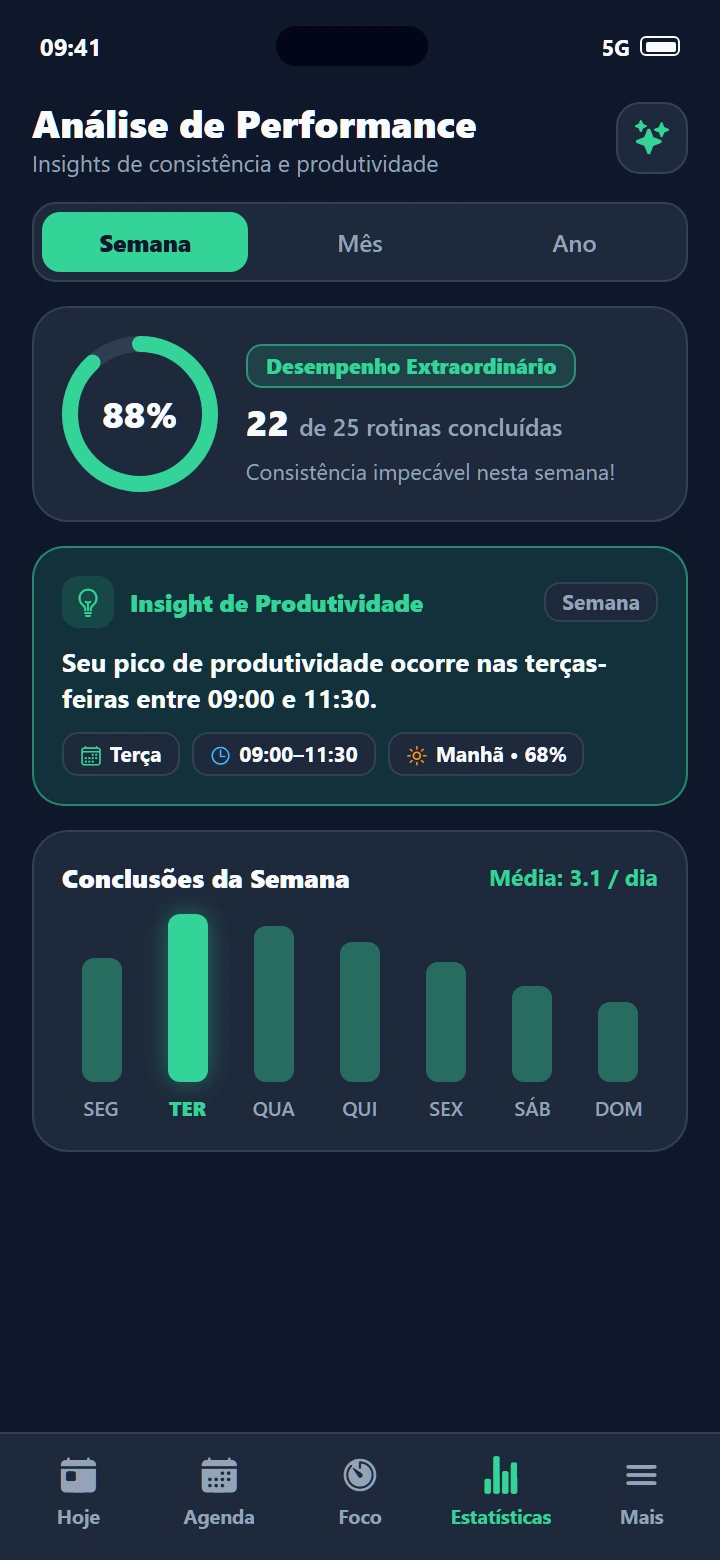 09:41
5G
Análise de Performance
Insights de consistência e produtividade
Semana
Mês
Ano
88%
Desempenho Extraordinário
22 de 25 rotinas concluídas
Consistência impecável nesta semana!
Insight de Produtividade
Semana
Seu pico de produtividade ocorre nas terças-
feiras entre 09:00 e 11:30.
Terça
09:00–11:30
Manhã • 68%
Conclusões da Semana
Média: 3.1 / dia
SEG
TER
QUA
QUI
SEX
SÁB
DOM
Hoje
Agenda
Foco
Estatísticas
Mais